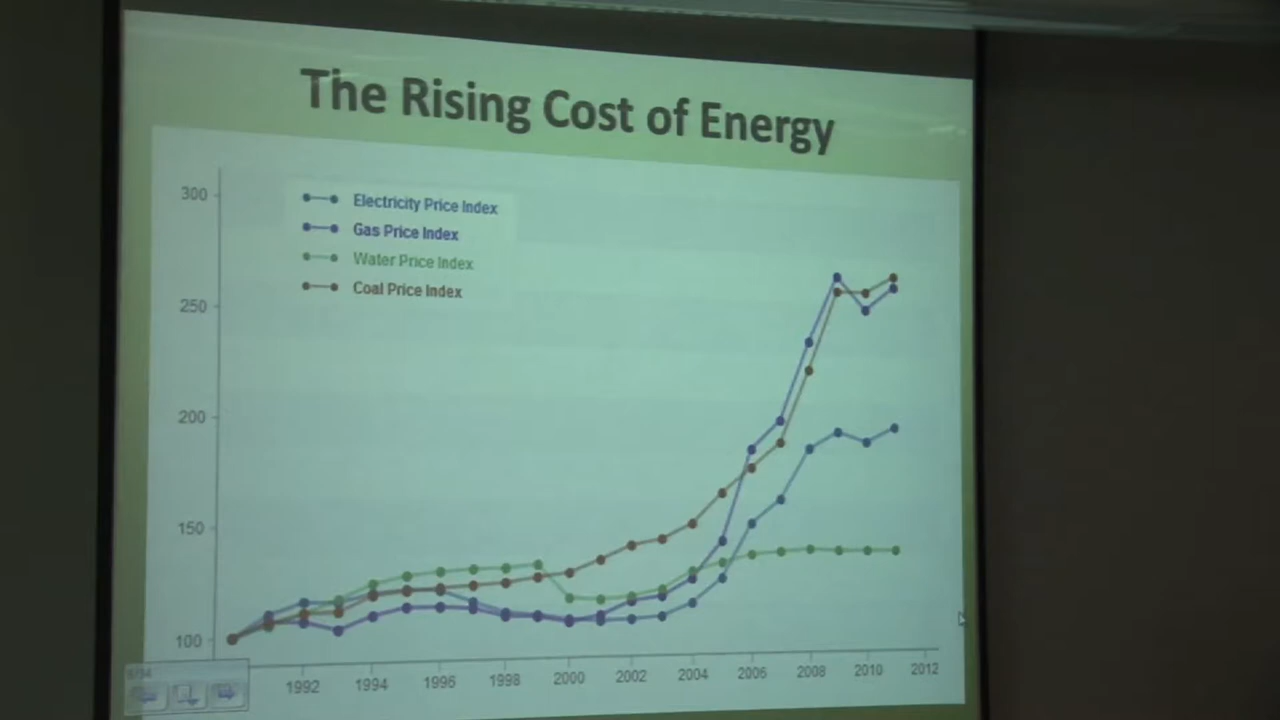 The Rising Cost of Energy
300
Electricity Price Index
Gas Price Index
Water Price Index
Coal Price Index
250
200
150
100
1992 1994 1996 1998 2000 2002 2004 2006 2008 2010 2012